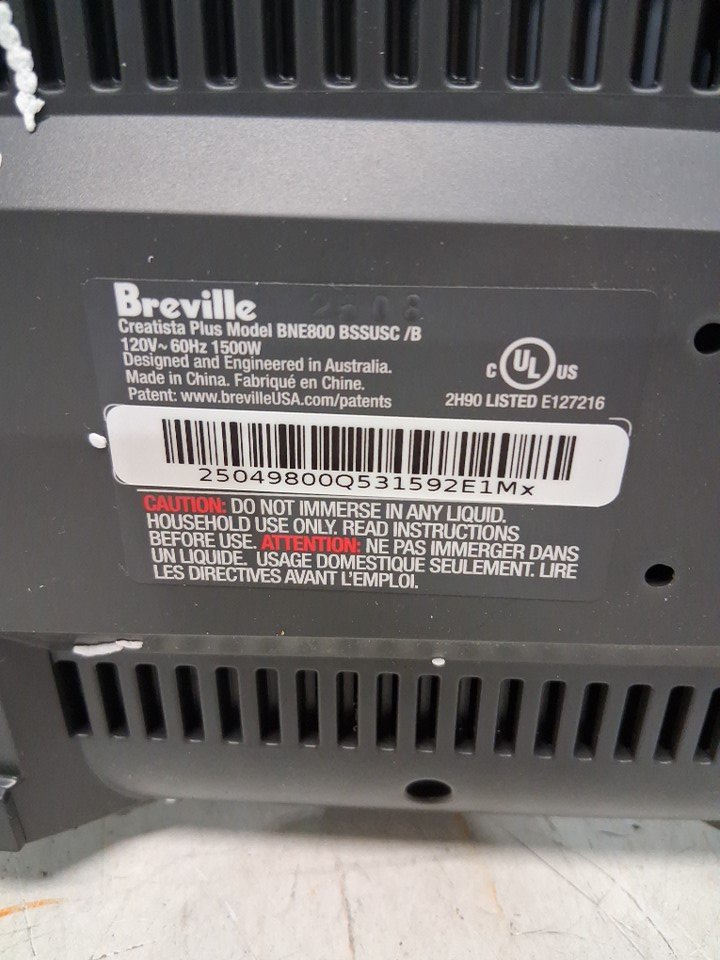 Breville
2508
Creatista Plus Model BNE800 BSSUSC /B
120V~ 60Hz 1500W
Designed and Engineered in Australia.
Made in China. Fabriqué en Chine.
Patent: www.brevilleUSA.com/patents
C UL US
2H90 LISTED E127216
25049800Q531592E1Mx
CAUTION: DO NOT IMMERSE IN ANY LIQUID.
HOUSEHOLD USE ONLY. READ INSTRUCTIONS
BEFORE USE. ATTENTION: NE PAS IMMERGER DANS
UN LIQUIDE. USAGE DOMESTIQUE SEULEMENT. LIRE
LES DIRECTIVES AVANT L'EMPLOI.